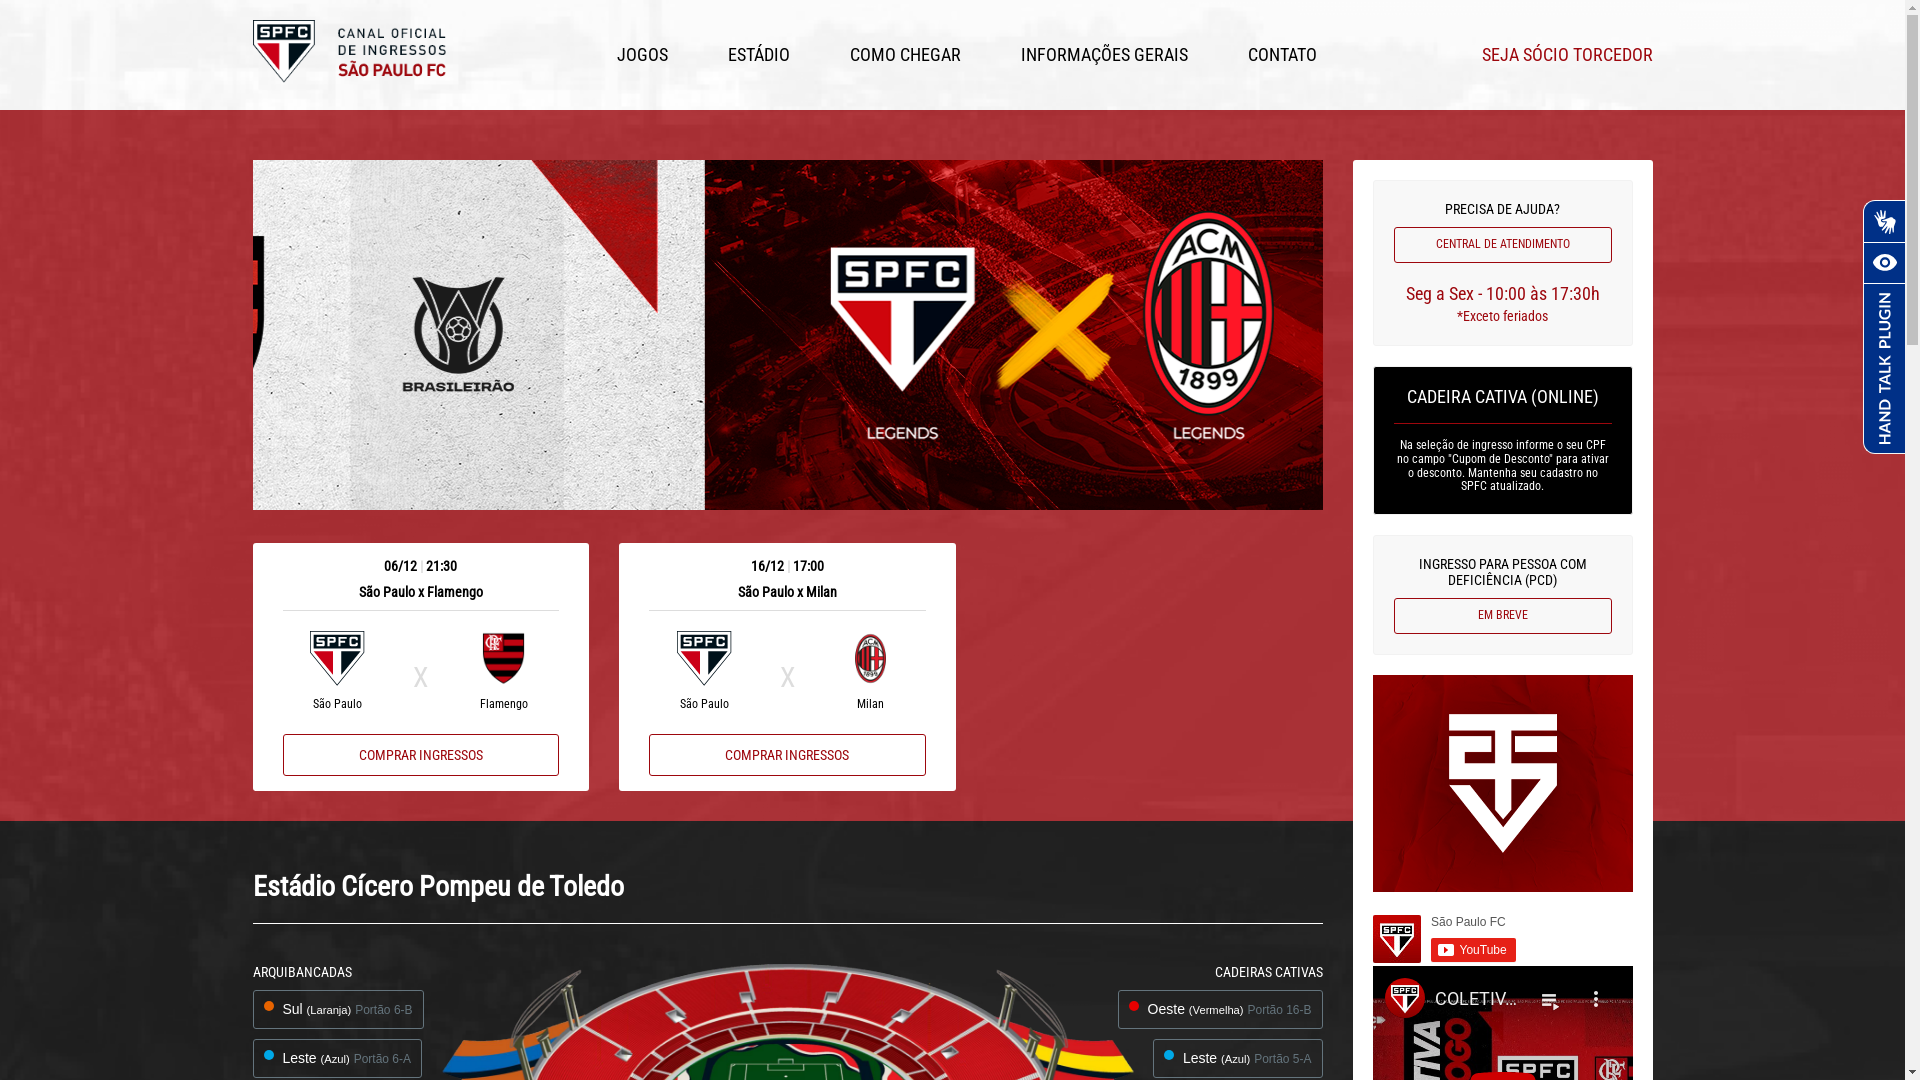 SPFC
CANAL OFICIAL
DE INGRESSOS
SÃO PAULO FC
JOGOS
ESTÁDIO
COMO CHEGAR
INFORMAÇÕES GERAIS
CONTATO
SEJA SÓCIO TORCEDOR
BRASILEIRÃO
SPFC
ACM
1899
LEGENDS
LEGENDS
06/12 | 21:30
São Paulo x Flamengo
SPFC
X
São Paulo
Flamengo
COMPRAR INGRESSOS
16/12 | 17:00
São Paulo x Milan
SPFC
ACM
X
São Paulo
Milan
COMPRAR INGRESSOS
PRECISA DE AJUDA?
CENTRAL DE ATENDIMENTO
Seg a Sex - 10:00 às 17:30h
*Exceto feriados
CADEIRA CATIVA (ONLINE)
Na seleção de ingresso informe o seu CPF
no campo "Cupom de Desconto" para ativar
o desconto. Mantenha seu cadastro no
SPFC atualizado.
INGRESSO PARA PESSOA COM
DEFICIÊNCIA (PCD)
EM BREVE
SPFC
São Paulo FC
YouTube
SPFC
COLETIV...
SPFC
HAND TALK PLUGIN
Estádio Cícero Pompeu de Toledo
ARQUIBANCADAS
Sul (Laranja) Portão 6-B
Leste (Azul) Portão 6-A
CADEIRAS CATIVAS
Oeste (Vermelha) Portão 16-B
Leste (Azul) Portão 5-A